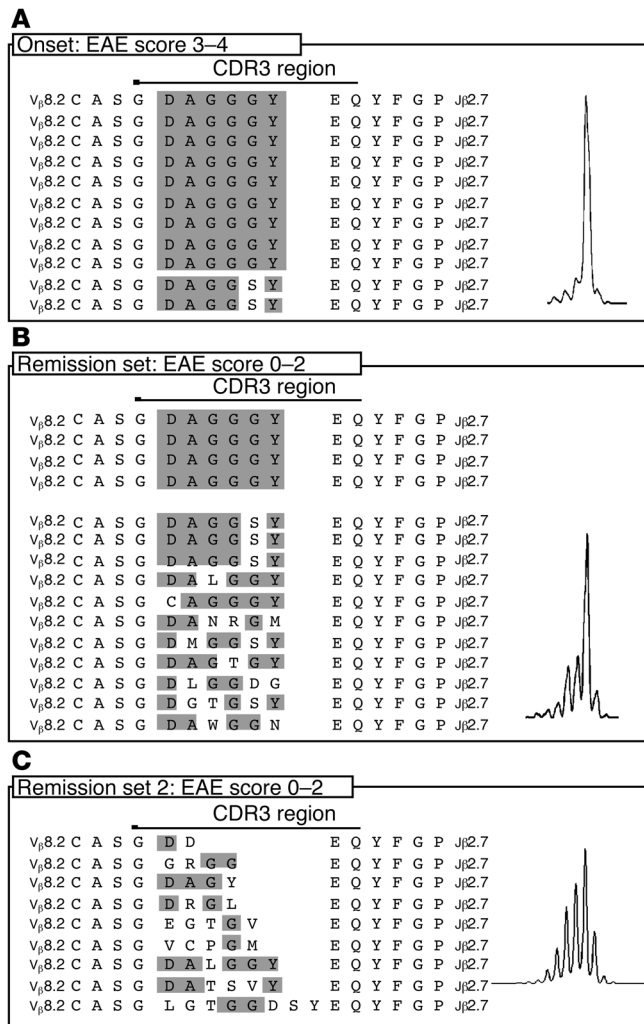 A
Onset: EAE score 3–4
CDR3 region
Vβ8.2 C A S G D A G G G Y E Q Y F G P Jβ2.7
Vβ8.2 C A S G D A G G G Y E Q Y F G P Jβ2.7
Vβ8.2 C A S G D A G G G Y E Q Y F G P Jβ2.7
Vβ8.2 C A S G D A G G G Y E Q Y F G P Jβ2.7
Vβ8.2 C A S G D A G G G Y E Q Y F G P Jβ2.7
Vβ8.2 C A S G D A G G G Y E Q Y F G P Jβ2.7
Vβ8.2 C A S G D A G G G Y E Q Y F G P Jβ2.7
Vβ8.2 C A S G D A G G G Y E Q Y F G P Jβ2.7
Vβ8.2 C A S G D A G G G Y E Q Y F G P Jβ2.7
Vβ8.2 C A S G D A G G S Y E Q Y F G P Jβ2.7
Vβ8.2 C A S G D A G G S Y E Q Y F G P Jβ2.7
B
Remission set: EAE score 0–2
CDR3 region
Vβ8.2 C A S G D A G G G Y E Q Y F G P Jβ2.7
Vβ8.2 C A S G D A G G G Y E Q Y F G P Jβ2.7
Vβ8.2 C A S G D A G G G Y E Q Y F G P Jβ2.7
Vβ8.2 C A S G D A G G G Y E Q Y F G P Jβ2.7
Vβ8.2 C A S G D A G G S Y E Q Y F G P Jβ2.7
Vβ8.2 C A S G D A G G S Y E Q Y F G P Jβ2.7
Vβ8.2 C A S G D A G G S Y E Q Y F G P Jβ2.7
Vβ8.2 C A S G D A L G G Y E Q Y F G P Jβ2.7
Vβ8.2 C A S G C A G G G Y E Q Y F G P Jβ2.7
Vβ8.2 C A S G D A N R G M E Q Y F G P Jβ2.7
Vβ8.2 C A S G D M G G S Y E Q Y F G P Jβ2.7
Vβ8.2 C A S G D A G T G Y E Q Y F G P Jβ2.7
Vβ8.2 C A S G D L G G D G E Q Y F G P Jβ2.7
Vβ8.2 C A S G D G T G S Y E Q Y F G P Jβ2.7
Vβ8.2 C A S G D A W G G N E Q Y F G P Jβ2.7
C
Remission set 2: EAE score 0–2
CDR3 region
Vβ8.2 C A S G D D E Q Y F G P Jβ2.7
Vβ8.2 C A S G G R G G E Q Y F G P Jβ2.7
Vβ8.2 C A S G D A G Y E Q Y F G P Jβ2.7
Vβ8.2 C A S G D R G L E Q Y F G P Jβ2.7
Vβ8.2 C A S G E G T G V E Q Y F G P Jβ2.7
Vβ8.2 C A S G V C P G M E Q Y F G P Jβ2.7
Vβ8.2 C A S G D A L G G Y E Q Y F G P Jβ2.7
Vβ8.2 C A S G D A T S V Y E Q Y F G P Jβ2.7
Vβ8.2 C A S G L G T G G D S Y E Q Y F G P Jβ2.7